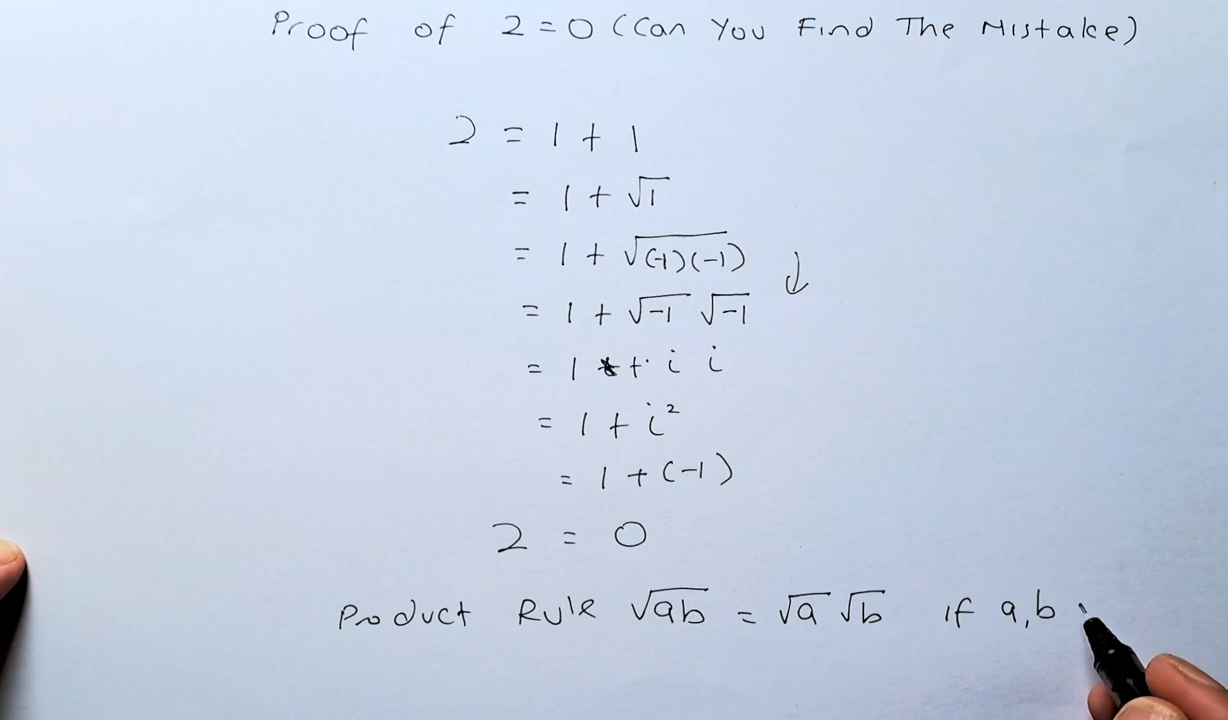 Proof of 2 = 0 (Can You Find The Mistake)
2 = 1 + 1
= 1 + √1
= 1 + √(-1)(-1) ↓
= 1 + √-1 √-1
= 1 + i i
= 1 + i²
= 1 + (-1)
2 = 0
Product Rule √ab = √a √b if a,b